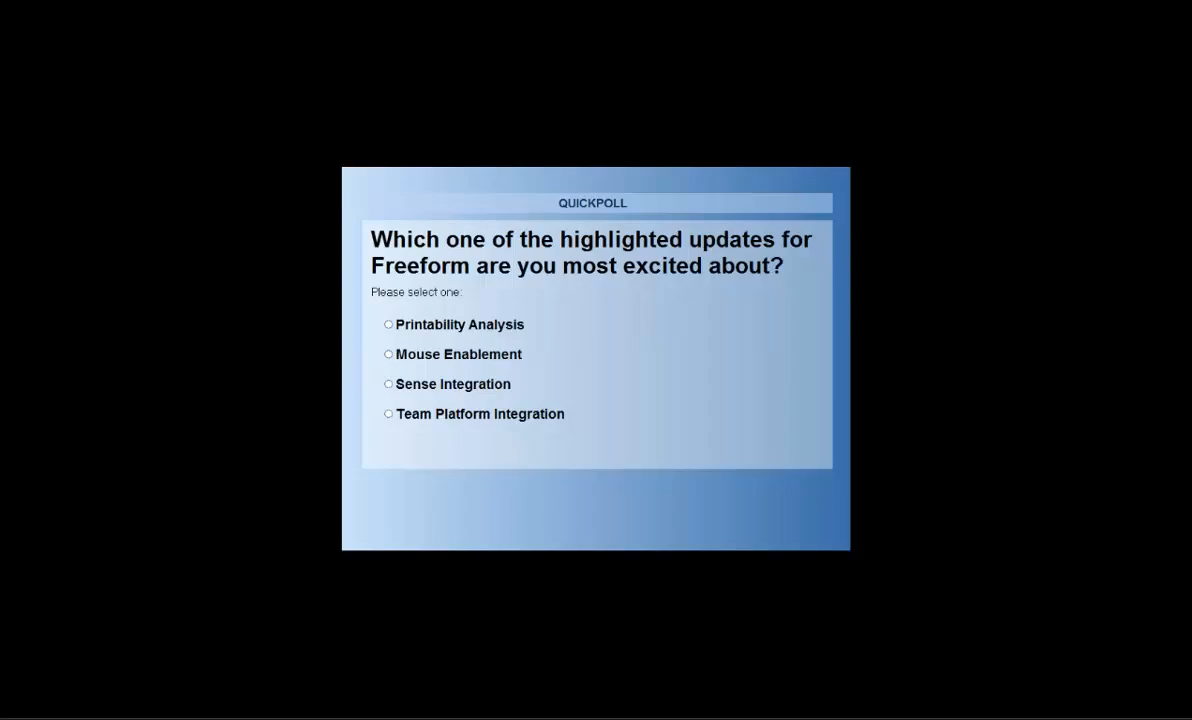 QUICKPOLL
Which one of the highlighted updates for
Freeform are you most excited about?
Please select one:
Printability Analysis
Mouse Enablement
Sense Integration
Team Platform Integration